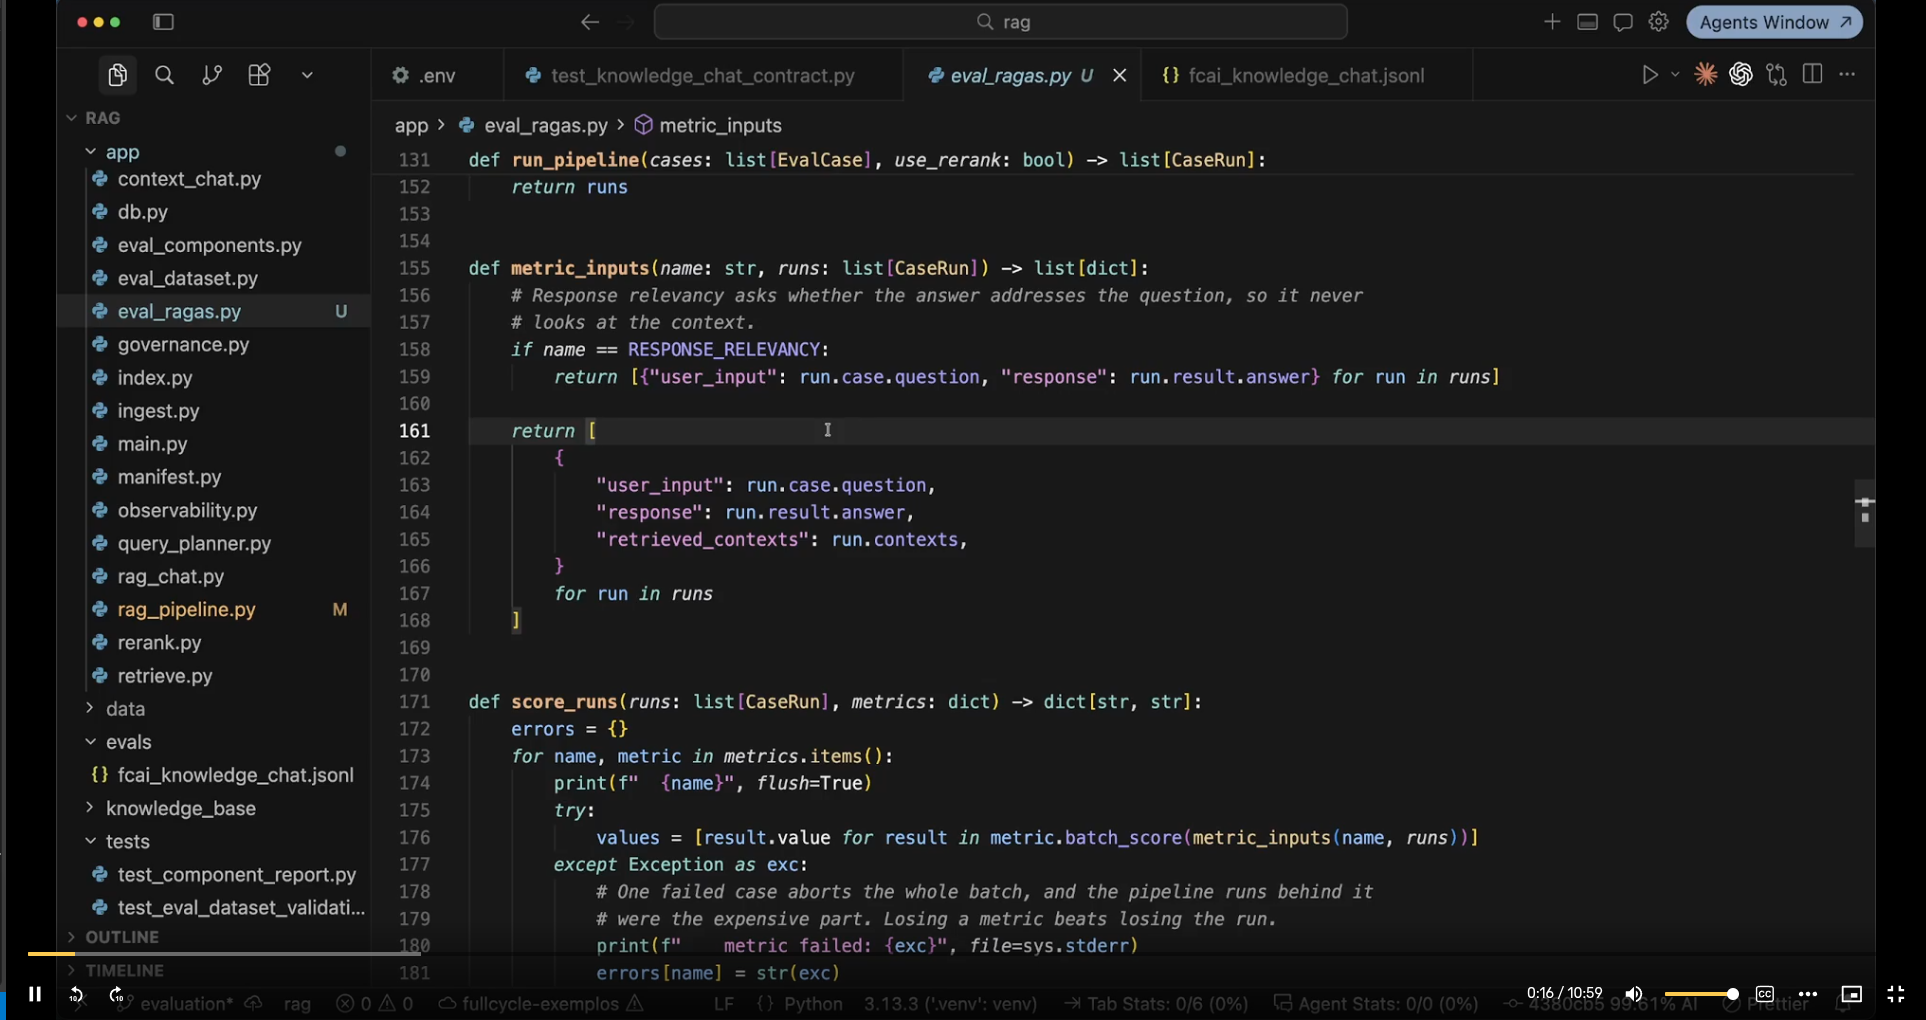 rag
Agents Window
.env
test_knowledge_chat_contract.py
eval_ragas.py U
{} fcai_knowledge_chat.jsonl
RAG
app
context_chat.py
db.py
eval_components.py
eval_dataset.py
eval_ragas.py U
governance.py
index.py
ingest.py
main.py
manifest.py
observability.py
query_planner.py
rag_chat.py
rag_pipeline.py M
rerank.py
retrieve.py
data
evals
{} fcai_knowledge_chat.jsonl
knowledge_base
tests
test_component_report.py
test_eval_dataset_validati...
OUTLINE
TIMELINE
app > eval_ragas.py > metric_inputs
131 def run_pipeline(cases: list[EvalCase], use_rerank: bool) -> list[CaseRun]:
152     return runs
153
154
155 def metric_inputs(name: str, runs: list[CaseRun]) -> list[dict]:
156     # Response relevancy asks whether the answer addresses the question, so it never
157     # looks at the context.
158     if name == RESPONSE_RELEVANCY:
159         return [{"user_input": run.case.question, "response": run.result.answer} for run in runs]
160
161     return [
162         {
163             "user_input": run.case.question,
164             "response": run.result.answer,
165             "retrieved_contexts": run.contexts,
166         }
167         for run in runs
168     ]
169
170
171 def score_runs(runs: list[CaseRun], metrics: dict) -> dict[str, str]:
172     errors = {}
173     for name, metric in metrics.items():
174         print(f"  {name}", flush=True)
175         try:
176             values = [result.value for result in metric.batch_score(metric_inputs(name, runs))]
177         except Exception as exc:
178             # One failed case aborts the whole batch, and the pipeline runs behind it
179             # were the expensive part. Losing a metric beats losing the run.
180             print(f"    metric failed: {exc}", file=sys.stderr)
181             errors[name] = str(exc)
10
10
0:16 / 10:59
CC
evaluation* rag 0 0 fullcycle-exemplos LF {} Python 3.13.3 ('.venv': venv) Tab Stats: 0/6 (0%) Agent Stats: 0/0 (0%) 4380cb5 99.61% AI Prettier